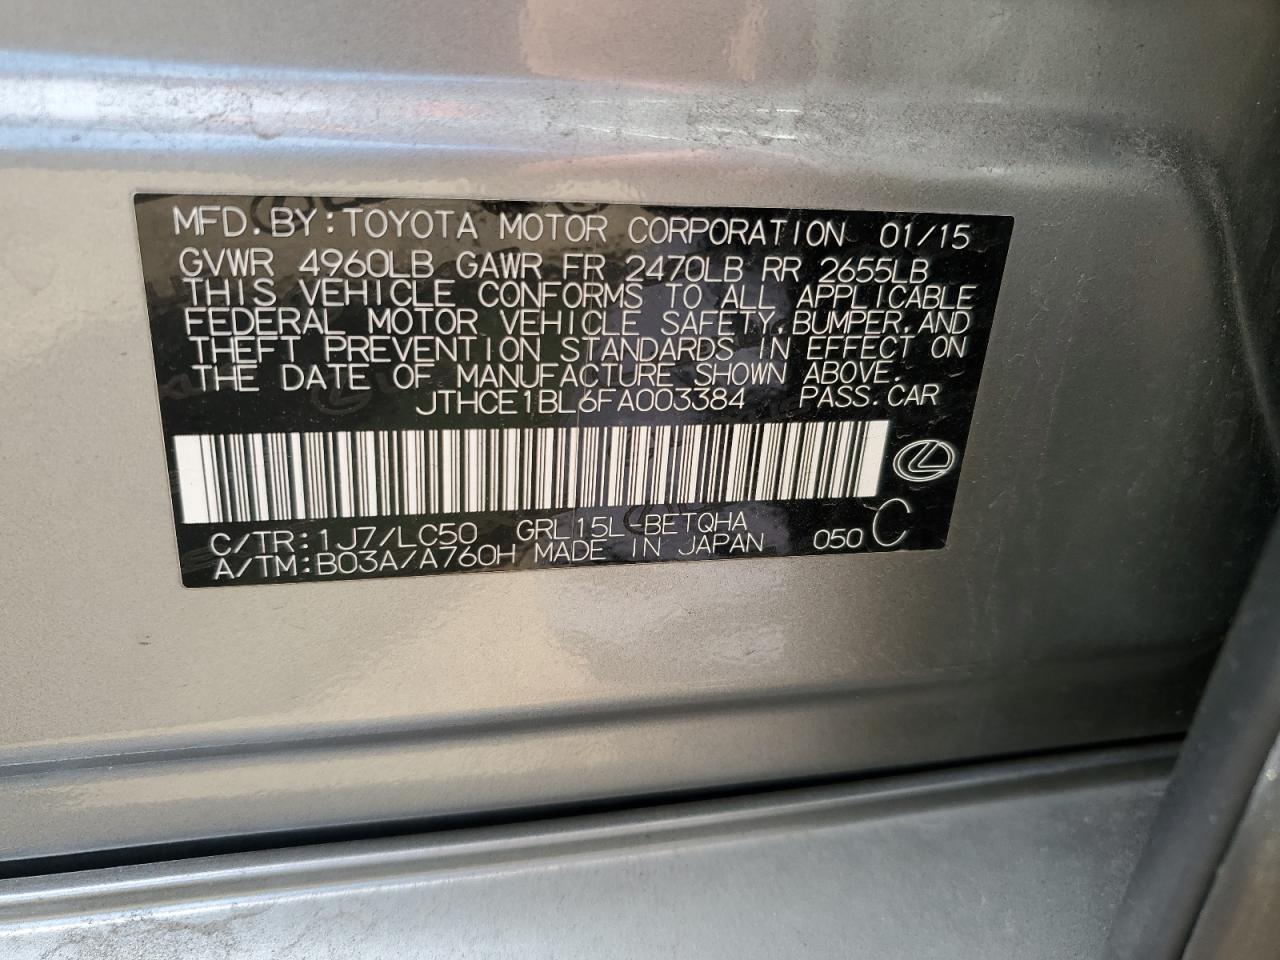 MFD.BY:TOYOTA MOTOR CORPORATION 01/15
GVWR 4960LB GAWR FR 2470LB RR 2655LB
THIS VEHICLE CONFORMS TO ALL APPLICABLE
FEDERAL MOTOR VEHICLE SAFETY,BUMPER,AND
THEFT PREVENTION STANDARDS IN EFFECT ON
THE DATE OF MANUFACTURE SHOWN ABOVE.
JTHCE1BL6FA003384 PASS.CAR
C/TR:1J7/LC50 GRL15L-BETQHA
A/TM:B03A/A760H MADE IN JAPAN 050 C